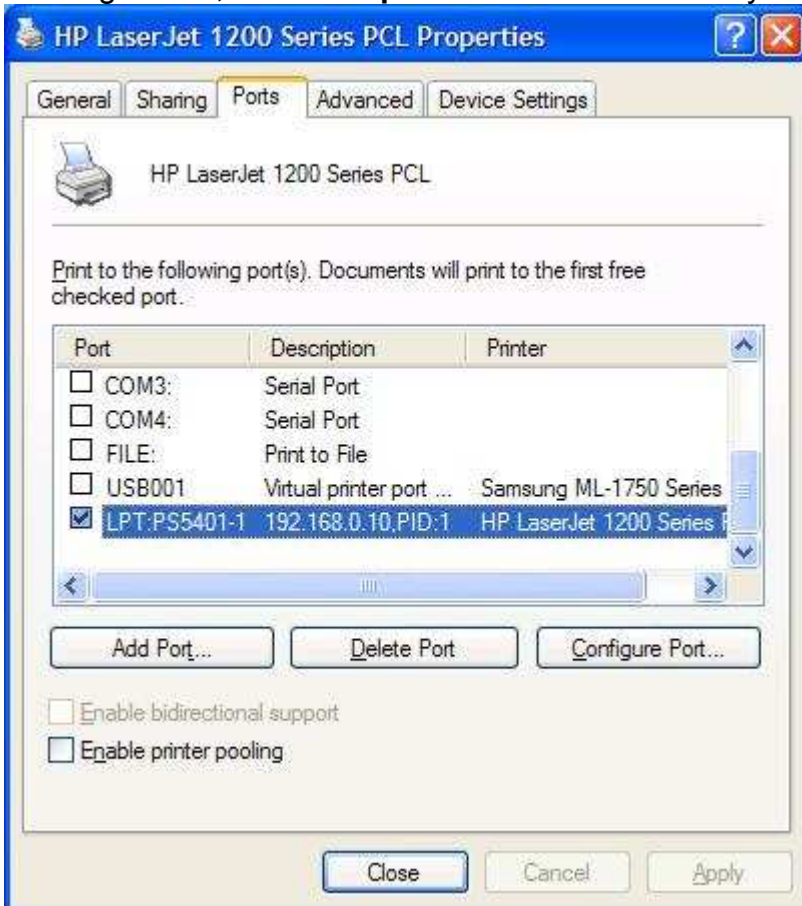 HP LaserJet 1200 Series PCL Properties
General Sharing Ports Advanced Device Settings
HP LaserJet 1200 Series PCL
Print to the following port(s). Documents will print to the first free
checked port.
Port Description Printer
COM3: Serial Port
COM4: Serial Port
FILE: Print to File
USB001 Virtual printer port ... Samsung ML-1750 Series
LPT:PS5401-1 192.168.0.10,PID:1 HP LaserJet 1200 Series
Add Port... Delete Port Configure Port...
Enable bidirectional support
Enable printer pooling
Close Cancel Apply